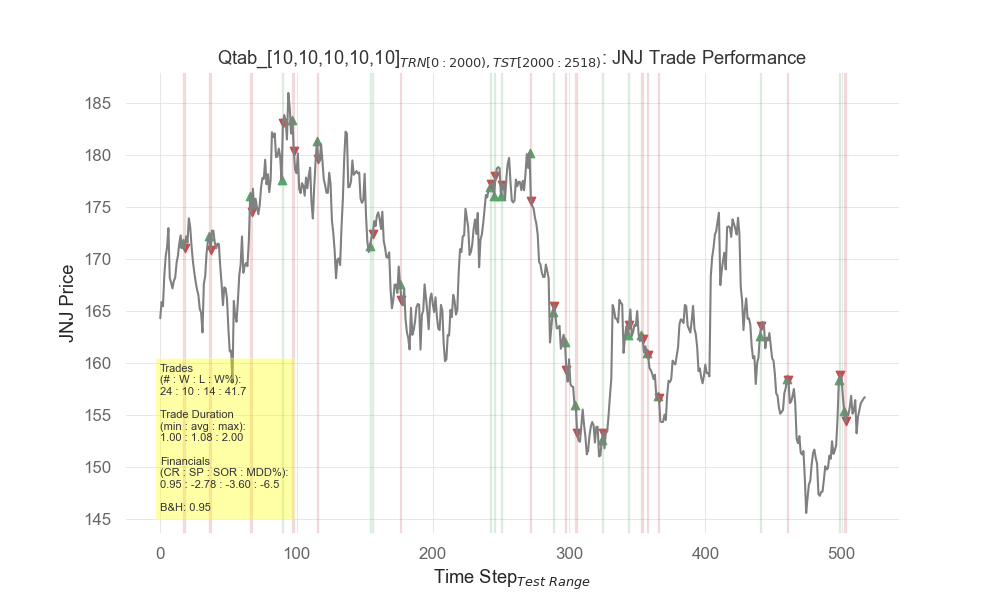 Qtab_[10,10,10,10,10]TRN[0 : 2000), TST[2000 : 2518): JNJ Trade Performance
JNJ Price
185
180
175
170
165
160
155
150
145
Trades
(# : W : L : W%):
24 : 10 : 14 : 41.7
Trade Duration
(min : avg : max):
1.00 : 1.08 : 2.00
Financials
(CR : SP : SOR : MDD%):
0.95 : -2.78 : -3.60 : -6.5
B&H: 0.95
0 100 200 300 400 500
Time StepTest Range